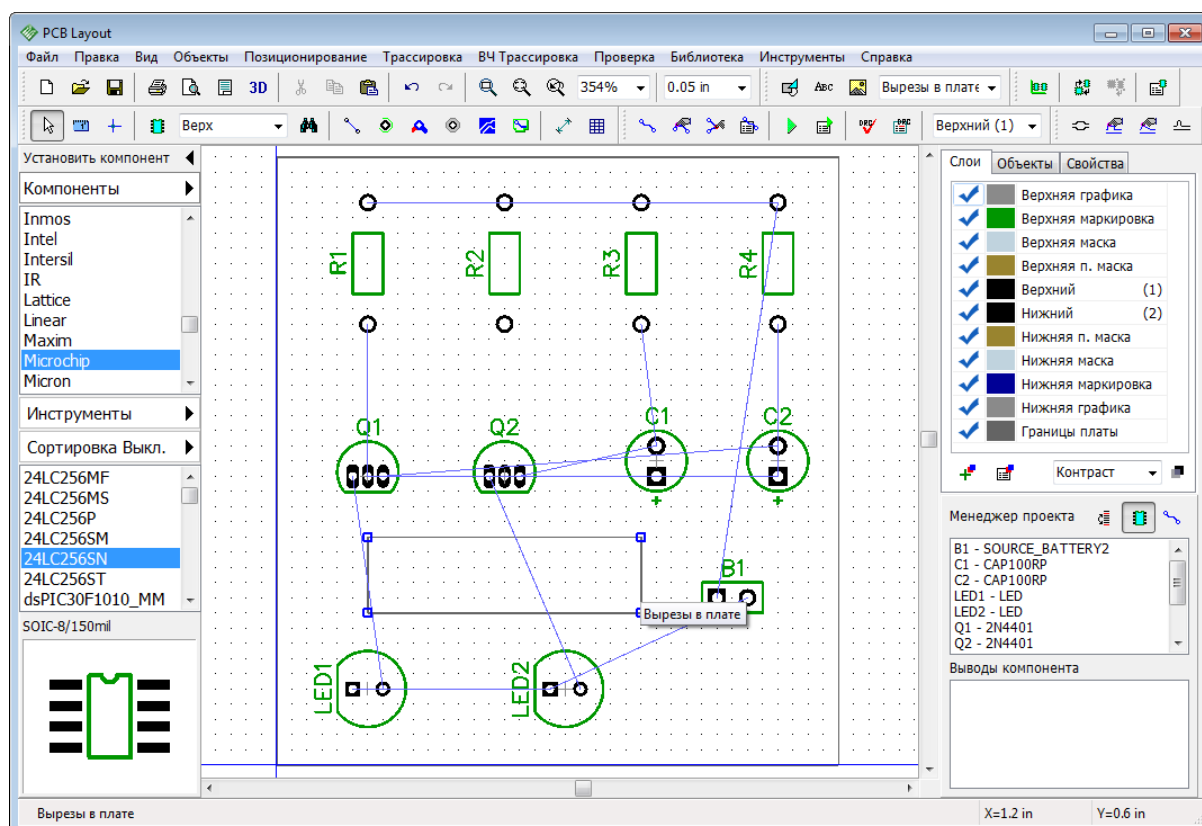 PCB Layout
Файл Правка Вид Объекты Позиционирование Трассировка ВЧ Трассировка Проверка Библиотека Инструменты Справка
3D 354% 0.05 in ABC Вырезы в плате
Верх DRC DRC Верхний (1)
Установить компонент
Компоненты
Inmos
Intel
Intersil
IR
Lattice
Linear
Maxim
Microchip
Micron
Инструменты
Сортировка Выкл.
24LC256MF
24LC256MS
24LC256P
24LC256SM
24LC256SN
24LC256ST
dsPIC30F1010_MM
SOIC-8/150mil
R1 R2 R3 R4
Q1 Q2 C1 C2
+ +
B1
Вырезы в плате
LED1 LED2
Слои Объекты Свойства
Верхняя графика
Верхняя маркировка
Верхняя маска
Верхняя п. маска
Верхний (1)
Нижний (2)
Нижняя п. маска
Нижняя маска
Нижняя маркировка
Нижняя графика
Границы платы
Контраст
Менеджер проекта
B1 - SOURCE_BATTERY2
C1 - CAP100RP
C2 - CAP100RP
LED1 - LED
LED2 - LED
Q1 - 2N4401
Q2 - 2N4401
Выводы компонента
Вырезы в плате X=1.2 in Y=0.6 in